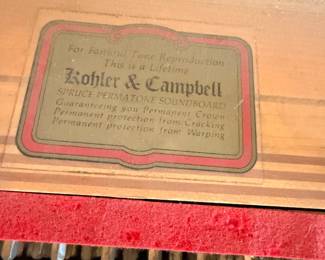 For Faithful Tone Reproduction
This is a Lifetime
Kohler & Campbell
SPRUCE PERMATONE SOUNDBOARD
Guaranteeing you Permanent Crown
Permanent protection from Cracking
Permanent protection from Warping